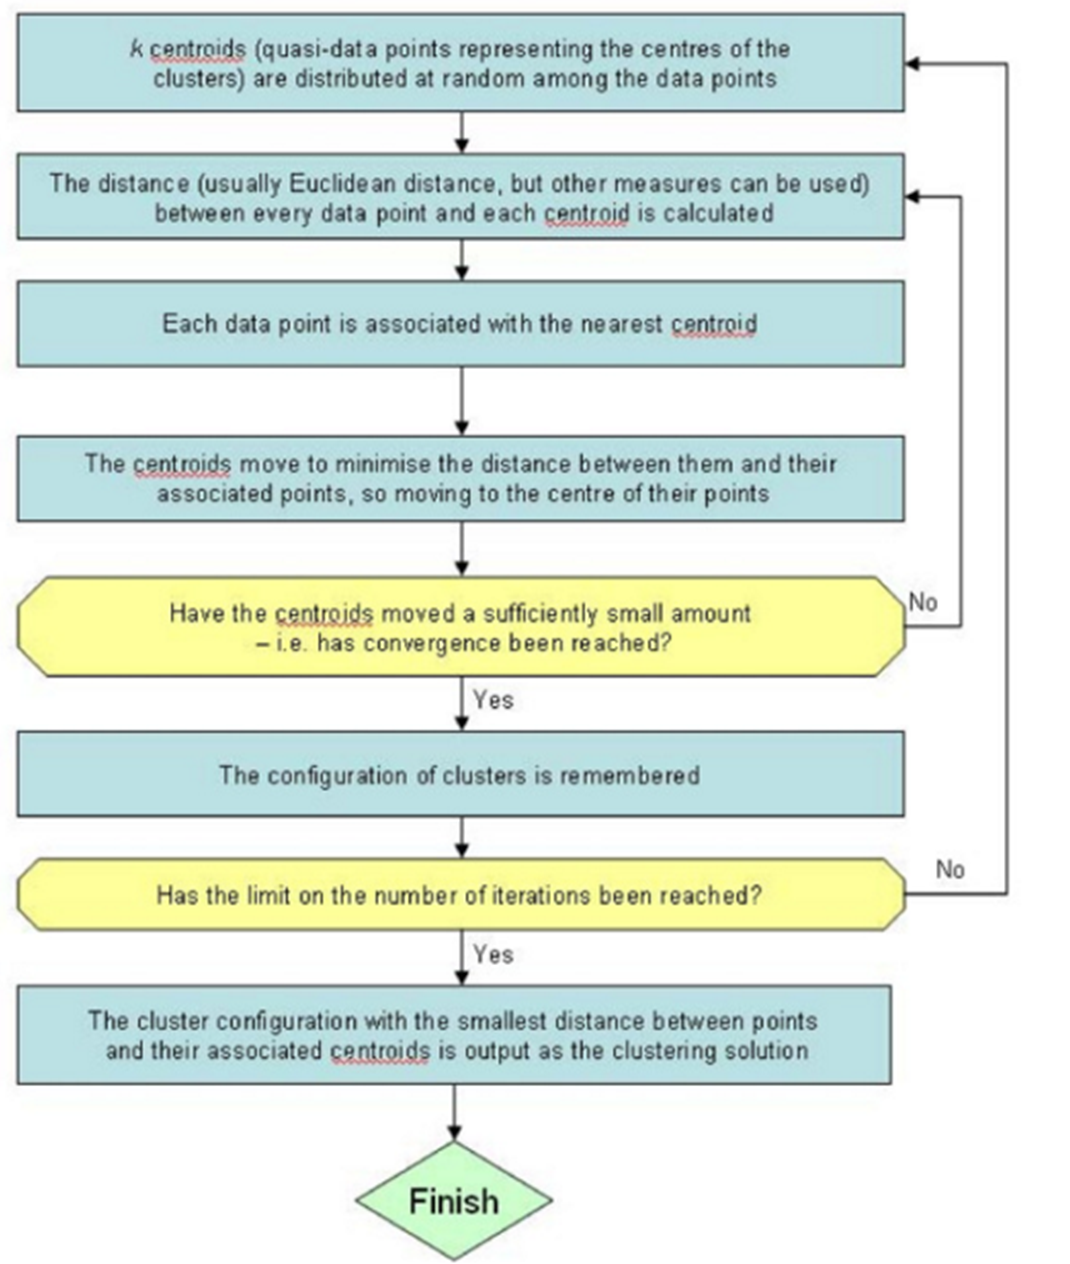 k centroids (quasi-data points representing the centres of the
clusters) are distributed at random among the data points
The distance (usually Euclidean distance, but other measures can be used)
between every data point and each centroid is calculated
Each data point is associated with the nearest centroid
The centroids move to minimise the distance between them and their
associated points, so moving to the centre of their points
Have the centroids moved a sufficiently small amount
– i.e. has convergence been reached?
No
Yes
The configuration of clusters is remembered
Has the limit on the number of iterations been reached?
No
Yes
The cluster configuration with the smallest distance between points
and their associated centroids is output as the clustering solution
Finish